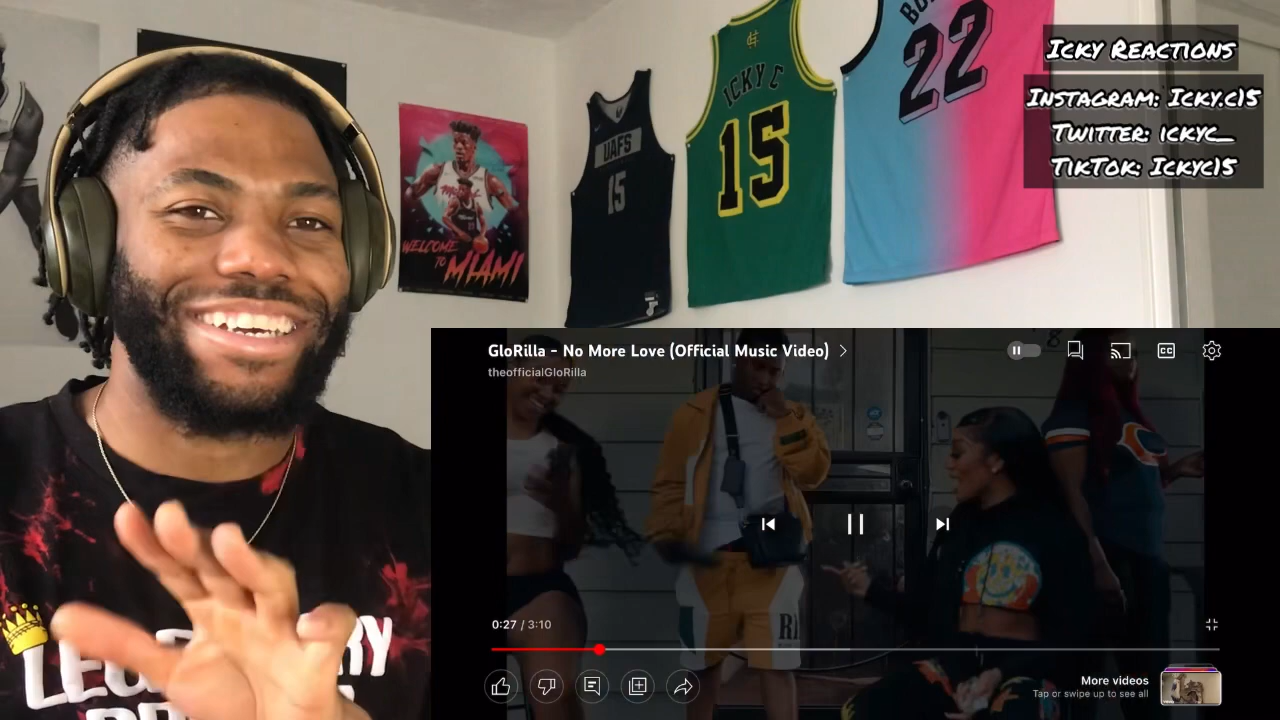 Icky Reactions
Instagram: Icky.c15
Twitter: ickyc_
TikTok: Ickyc15
WELCOME
TO
MIAMI
UAFS
15
ICKY C
15
22
GloRilla - No More Love (Official Music Video)
theofficialGloRilla
CC
0:27 / 3:10
More videos
Tap or swipe up to see all